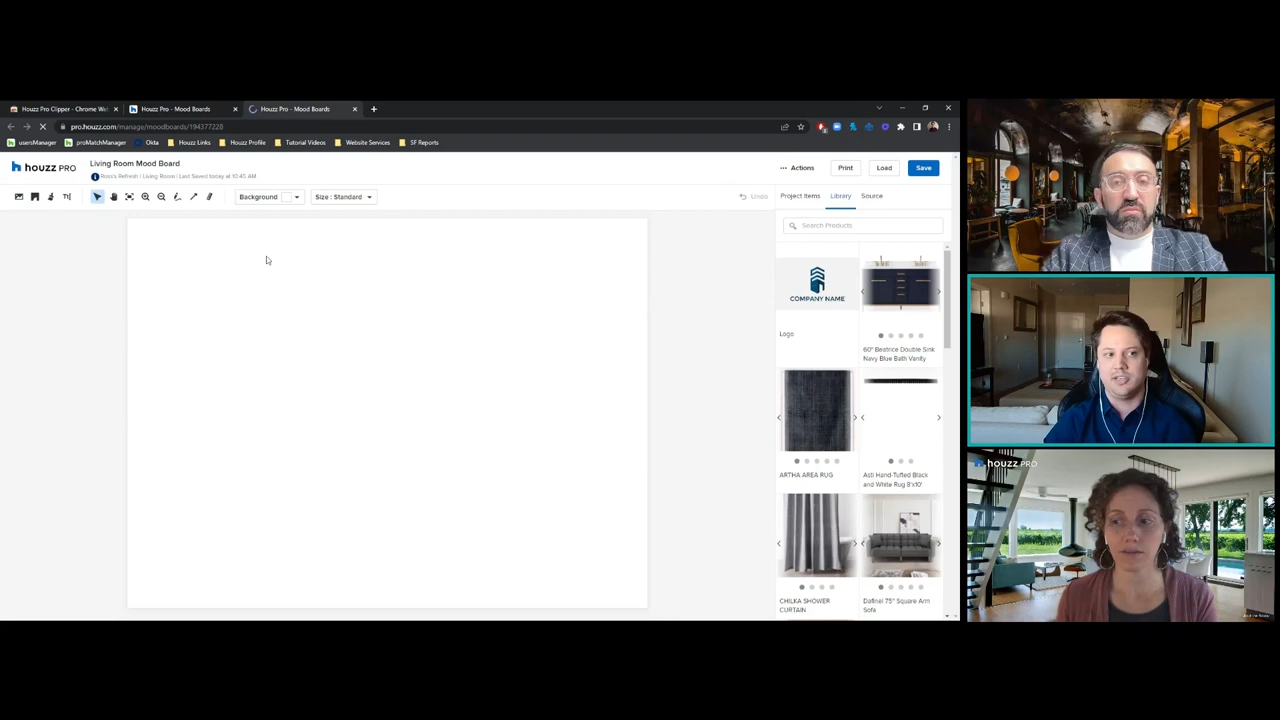 Houzz Pro Clipper - Chrome We
Houzz Pro - Mood Boards
Houzz Pro - Mood Boards
pro.houzz.com/manage/moodboards/194377228
usersManager
proMatchManager
Okta
Houzz Links
Houzz Profile
Tutorial Videos
Website Services
SF Reports
houzz PRO
Living Room Mood Board
Ross's Refresh | Living Room | Last Saved today at 10:45 AM
Actions
Print
Load
Save
Background
Size : Standard
Undo
Project Items
Library
Source
Search Products
COMPANY NAME
Logo
60" Beatrice Double Sink
Navy Blue Bath Vanity
ARTHA AREA RUG
Asti Hand-Tufted Black
and White Rug 8'x10'
CHILKA SHOWER
CURTAIN
Dafinel 75" Square Arm
Sofa
houzz PRO